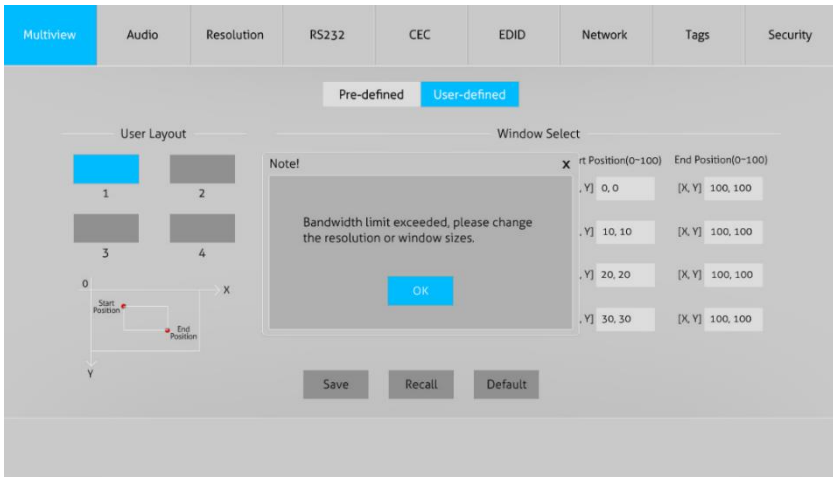 Multiview Audio Resolution RS232 CEC EDID Network Tags Security
Pre-defined User-defined
User Layout
Window Select
1
2
3
4
0
X
Start
Position
End
Position
Y
Note! x
Bandwidth limit exceeded, please change
the resolution or window sizes.
OK
Position(0~100) End Position(0~100)
, Y] 0, 0 [X, Y] 100, 100
, Y] 10, 10 [X, Y] 100, 100
, Y] 20, 20 [X, Y] 100, 100
, Y] 30, 30 [X, Y] 100, 100
Save Recall Default